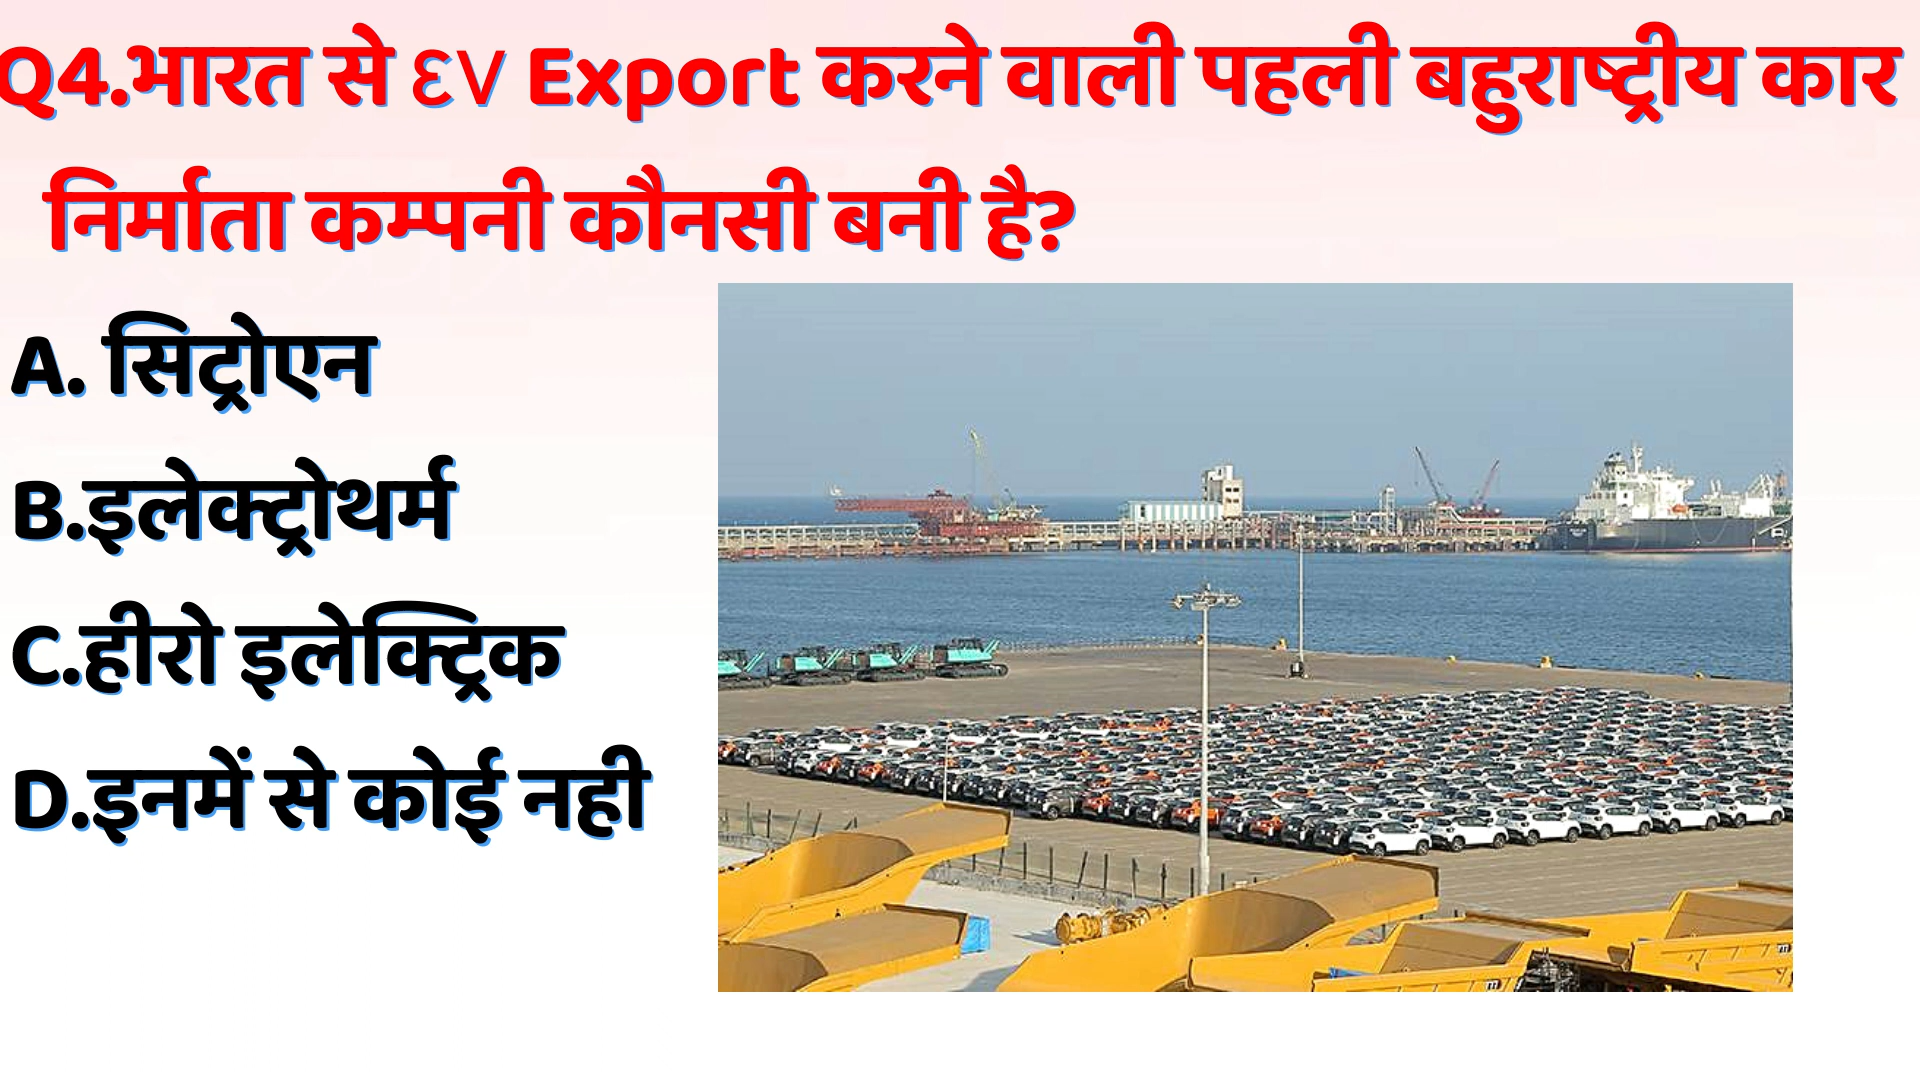 Q4.भारत से EV Export करने वाली पहली बहुराष्ट्रीय कार
निर्माता कम्पनी कौनसी बनी है?
A. सिट्रोएन
B.इलेक्ट्रोथर्म
C.हीरो इलेक्ट्रिक
D.इनमें से कोई नही